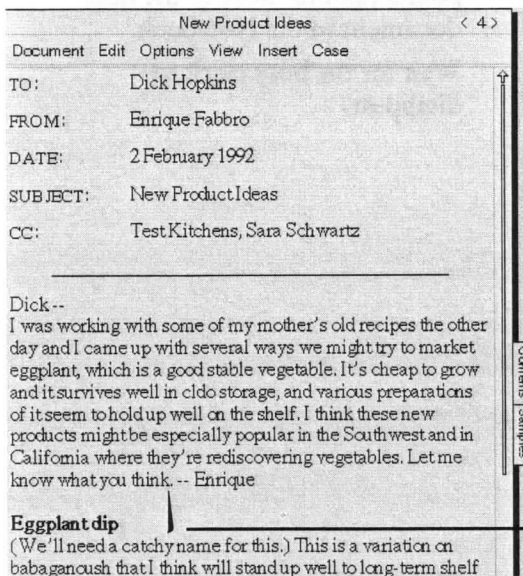 New Product Ideas < 4 >
Document Edit Options View Insert Case
TO: Dick Hopkins
FROM: Enrique Fabbro
DATE: 2 February 1992
SUBJECT: New Product Ideas
CC: Test Kitchens, Sara Schwartz
Dick --
I was working with some of my mother's old recipes the other
day and I came up with several ways we might try to market
eggplant, which is a good stable vegetable. It's cheap to grow
and it survives well in cldo storage, and various preparations
of it seem to hold up well on the shelf. I think these new
products might be especially popular in the Southwest and in
California where they're rediscovering vegetables. Let me
know what you think. -- Enrique
Eggplant dip
(We'll need a catchy name for this.) This is a variation on
babaganoush that I think will stand up well to long-term shelf
Samples